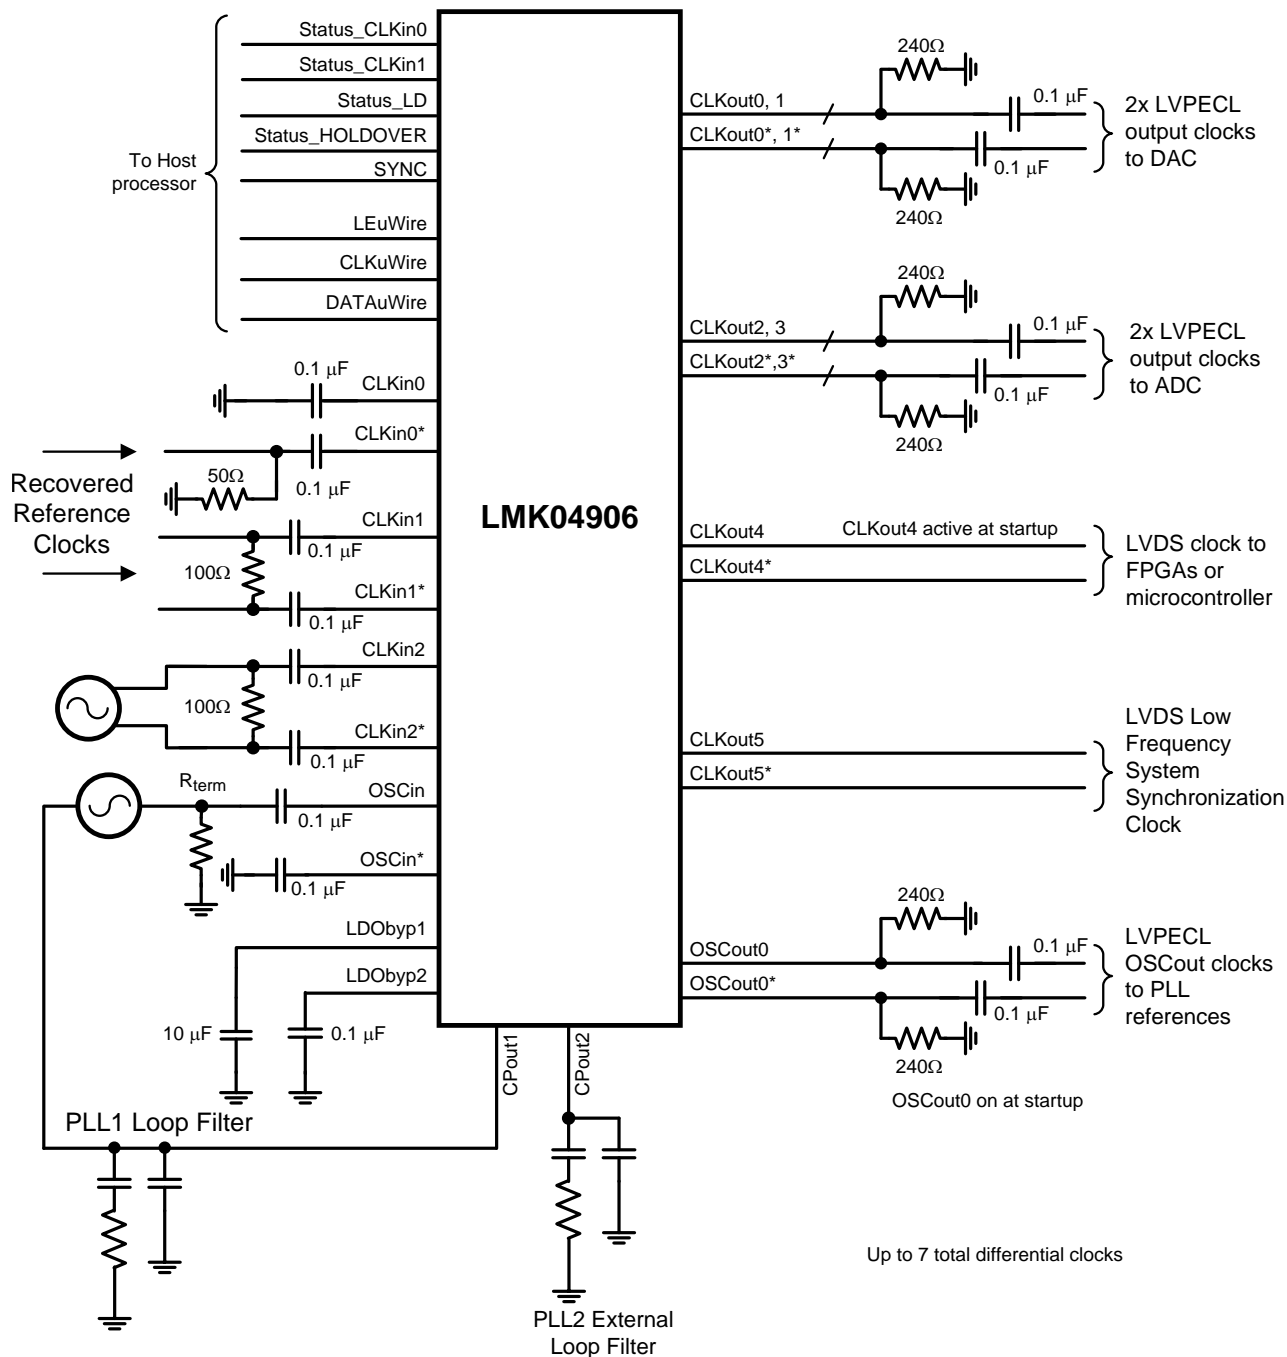 Status_CLKin0
Status_CLKin1
Status_LD
Status_HOLDOVER
SYNC
LEuWire
CLKuWire
DATAuWire
To Host
processor
0.1 µF
CLKin0
CLKin0*
50Ω
0.1 µF
Recovered
Reference
Clocks
CLKin1
0.1 µF
100Ω
CLKin1*
0.1 µF
CLKin2
0.1 µF
100Ω
CLKin2*
0.1 µF
Rterm
OSCin
0.1 µF
OSCin*
0.1 µF
LDObyp1
LDObyp2
10 µF
0.1 µF
CPout1
CPout2
PLL1 Loop Filter
PLL2 External
Loop Filter
LMK04906
240Ω
CLKout0, 1
0.1 µF
CLKout0*, 1*
0.1 µF
240Ω
2x LVPECL
output clocks
to DAC
240Ω
CLKout2, 3
0.1 µF
CLKout2*,3*
0.1 µF
240Ω
2x LVPECL
output clocks
to ADC
CLKout4
CLKout4 active at startup
CLKout4*
LVDS clock to
FPGAs or
microcontroller
CLKout5
CLKout5*
LVDS Low
Frequency
System
Synchronization
Clock
240Ω
OSCout0
0.1 µF
OSCout0*
0.1 µF
240Ω
LVPECL
OSCout clocks
to PLL
references
OSCout0 on at startup
Up to 7 total differential clocks